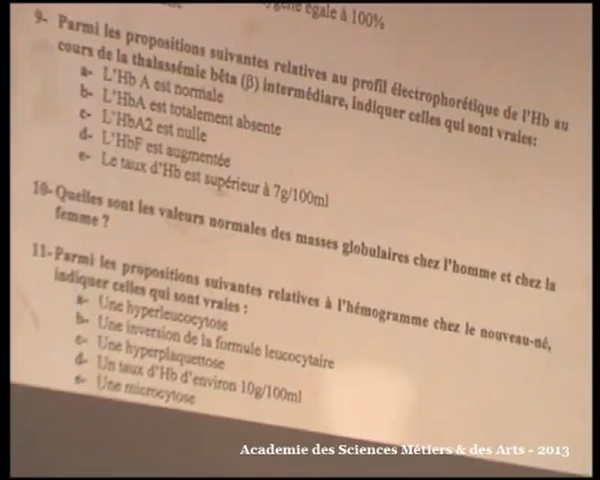 ygène égale à 100%
9- Parmi les propositions suivantes relatives au profil électrophorétique de l'Hb au
cours de la thalassémie bêta (β) intermédiaire, indiquer celles qui sont vraies:
a- L'Hb A est normale
b- L'HbA est totalement absente
c- L'HbA2 est nulle
d- L'HbF est augmentée
e- Le taux d'Hb est supérieur à 7g/100ml
10- Quelles sont les valeurs normales des masses globulaires chez l'homme et chez la
femme ?
11- Parmi les propositions suivantes relatives à l'hémogramme chez le nouveau-né,
indiquer celles qui sont vraies :
a- Une hyperleucocytose
b- Une inversion de la formule leucocytaire
c- Une hyperplaquettose
d- Un taux d'Hb d'environ 10g/100ml
e- Une microcytose
Academie des Sciences Métiers & des Arts - 2013